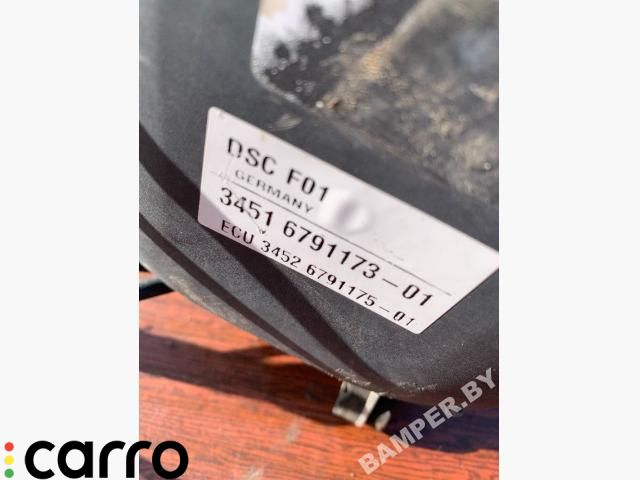 DSC F01
GERMANY
3451 6791173-01
ECU 3452 6791175-01
BAMPER.BY
carro